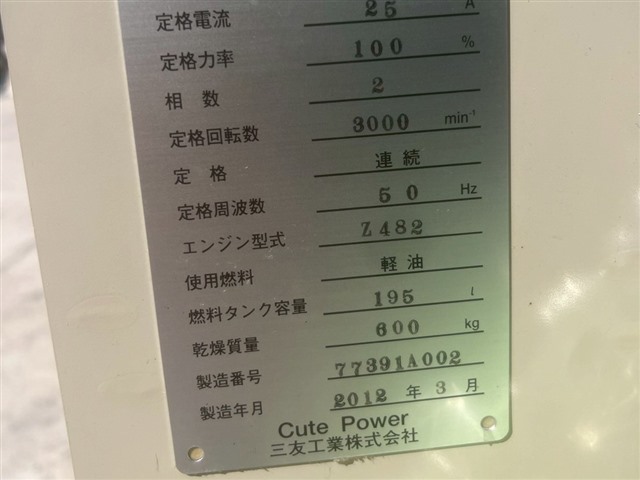 定格電流 25 A
定格力率 100 %
相数 2
定格回転数 3000 min⁻¹
定格 連続
定格周波数 50 Hz
エンジン型式 Z482
使用燃料 軽油
燃料タンク容量 195 l
乾燥質量 600 kg
製造番号 77391A002
製造年月 2012 年 3 月
Cute Power
三友工業株式会社